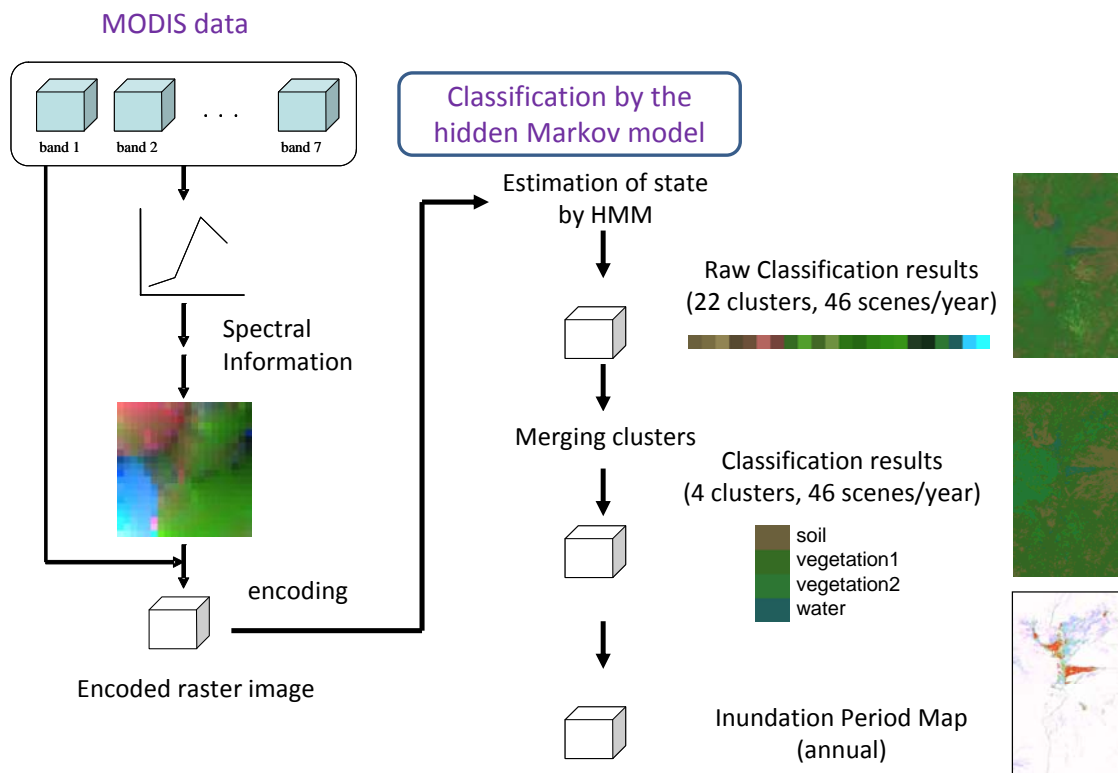 MODIS data
band 1
band 2
. . .
band 7
Spectral
Information
encoding
Encoded raster image
Classification by the
hidden Markov model
Estimation of state
by HMM
Raw Classification results
(22 clusters, 46 scenes/year)
Merging clusters
Classification results
(4 clusters, 46 scenes/year)
soil
vegetation1
vegetation2
water
Inundation Period Map
(annual)